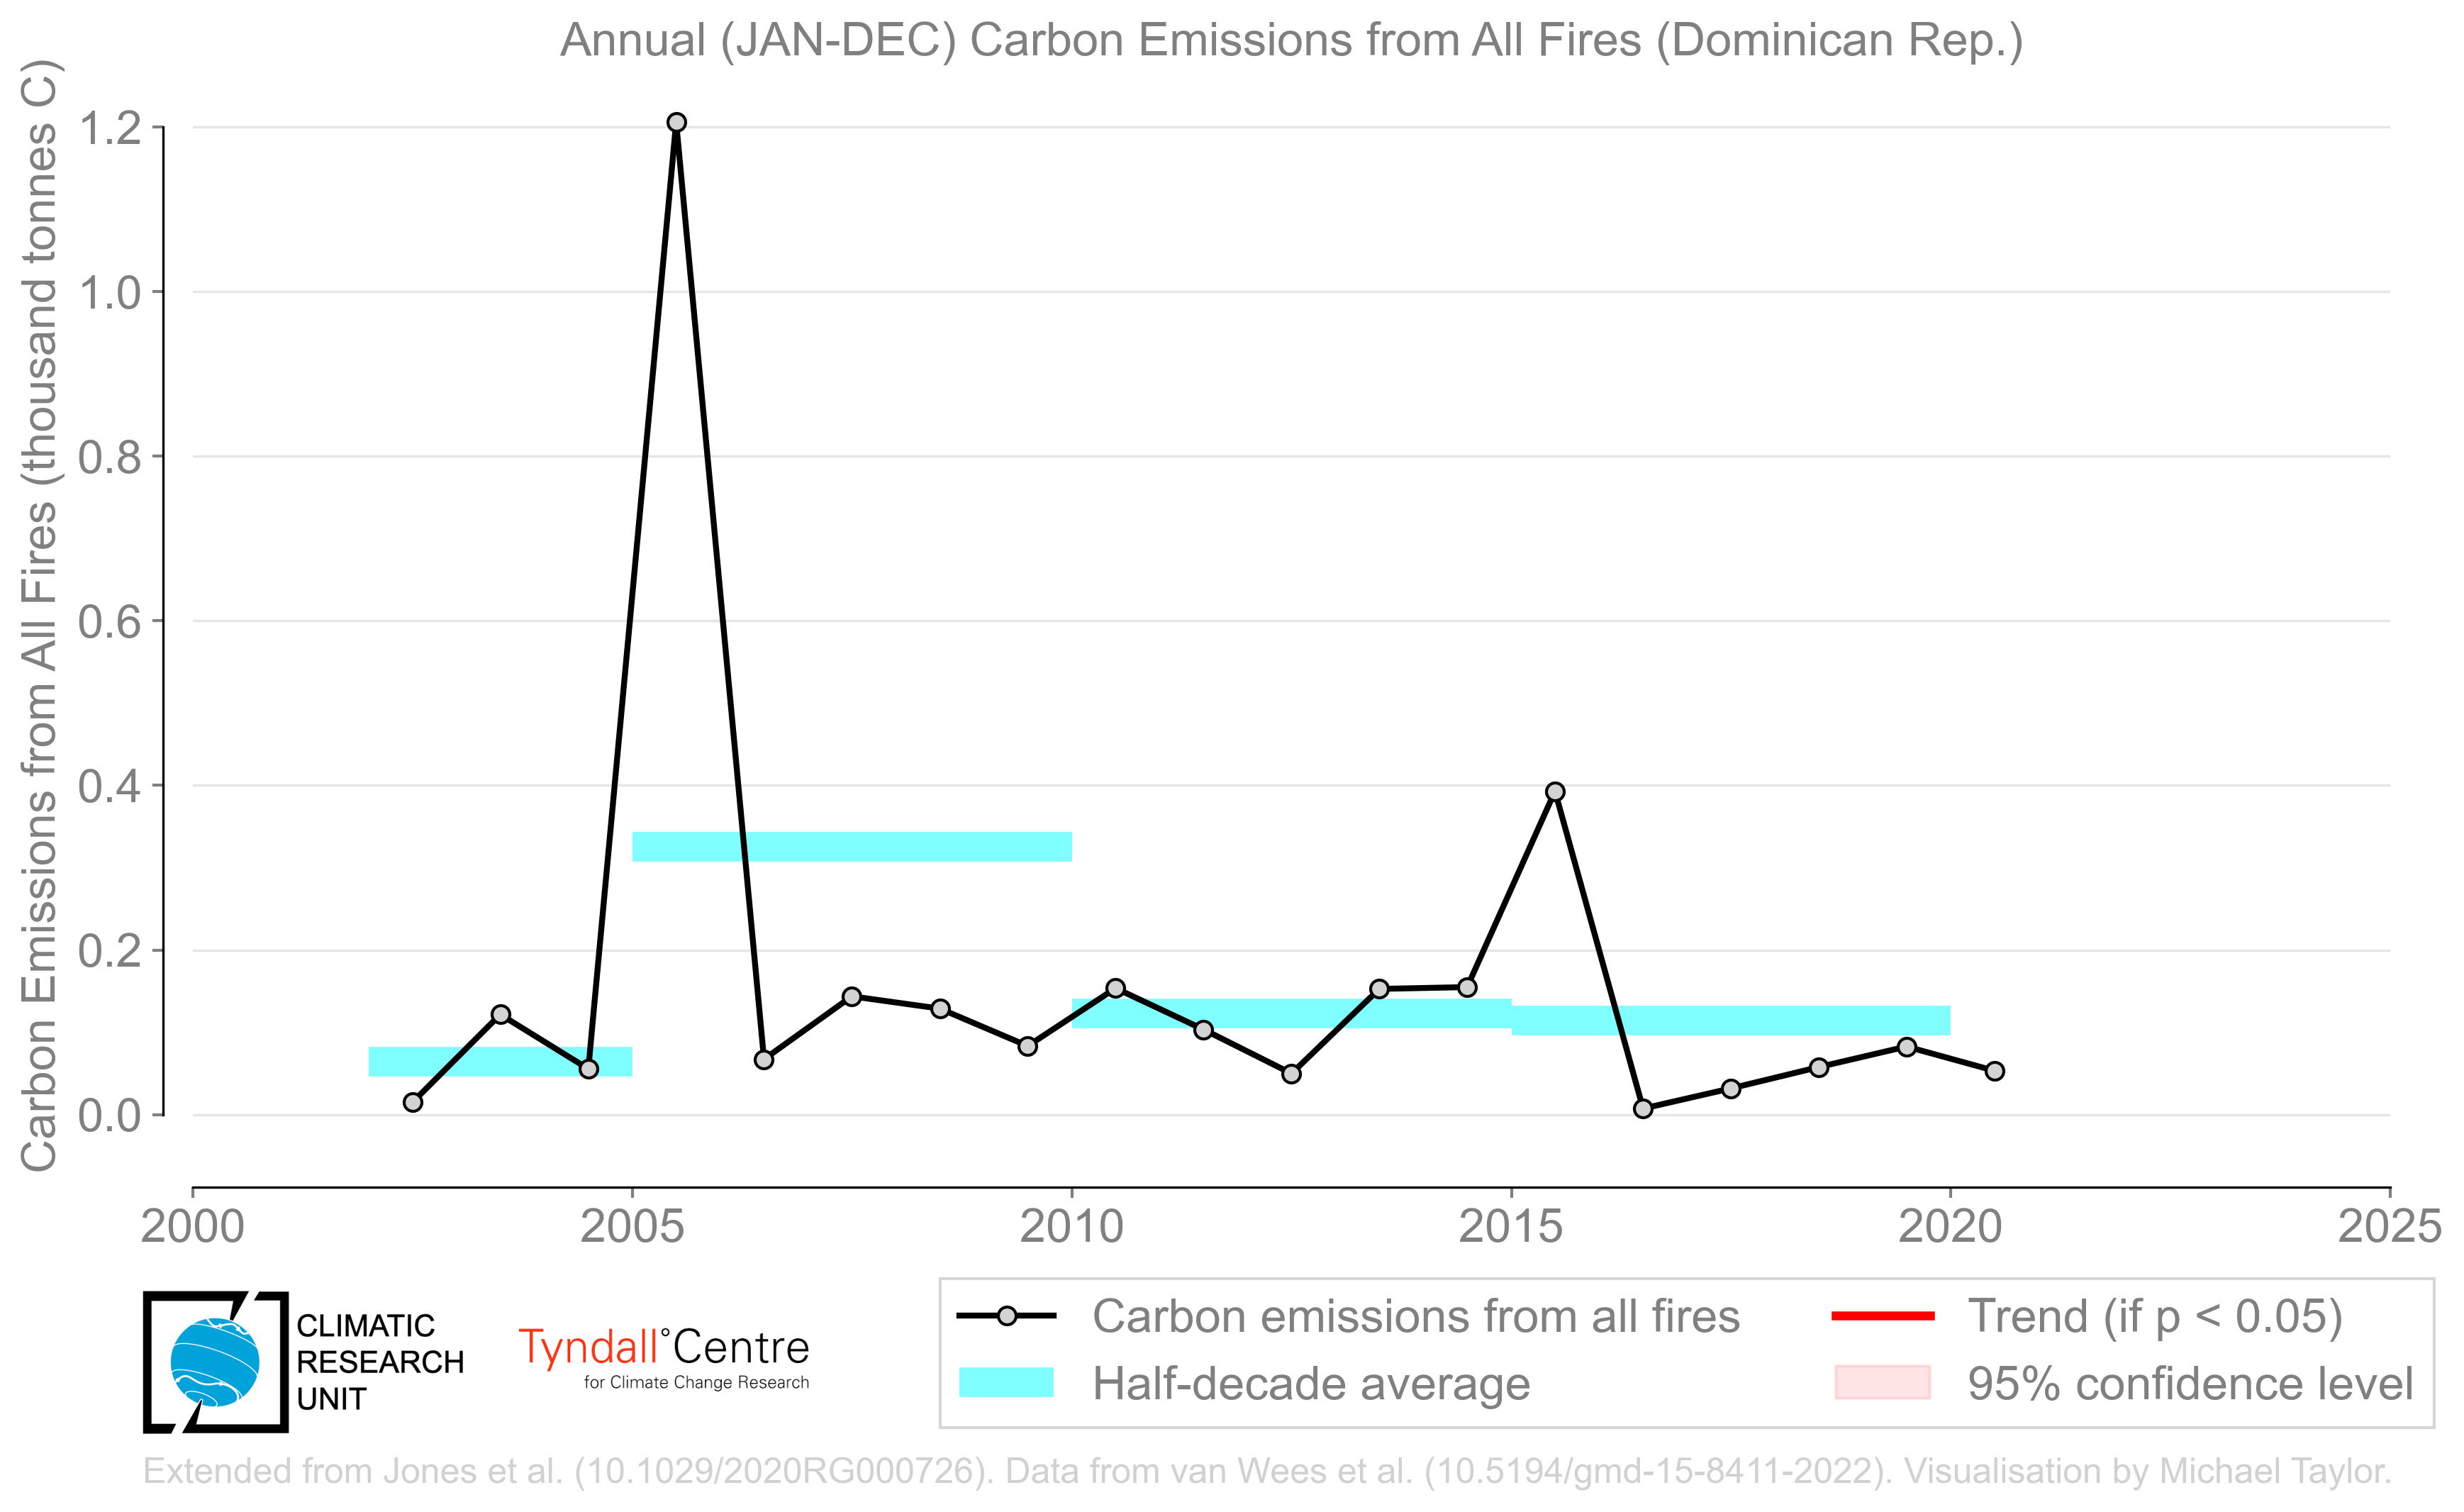 Annual (JAN-DEC) Carbon Emissions from All Fires (Dominican Rep.)
Carbon Emissions from All Fires (thousand tonnes C)
1.2
1.0
0.8
0.6
0.4
0.2
0.0
2000 2005 2010 2015 2020 2025
CLIMATIC
RESEARCH
UNIT
Tyndall°Centre
for Climate Change Research
Carbon emissions from all fires
Half-decade average
Trend (if p < 0.05)
95% confidence level
Extended from Jones et al. (10.1029/2020RG000726). Data from van Wees et al. (10.5194/gmd-15-8411-2022). Visualisation by Michael Taylor.